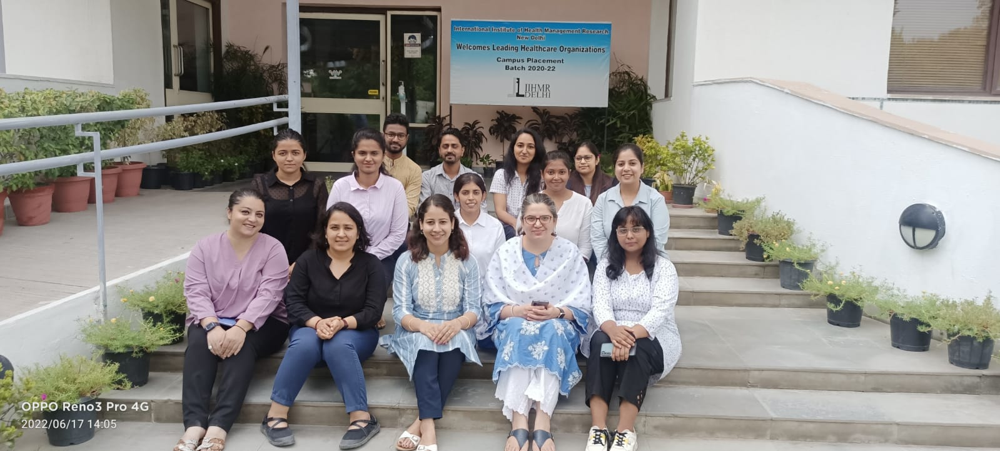 International Institute of Health Management Research
New Delhi
Welcomes Leading Healthcare Organizations
Campus Placement
Batch 2020-22
IIHMR
DELHI
OPPO Reno3 Pro 4G
2022/06/17 14:05